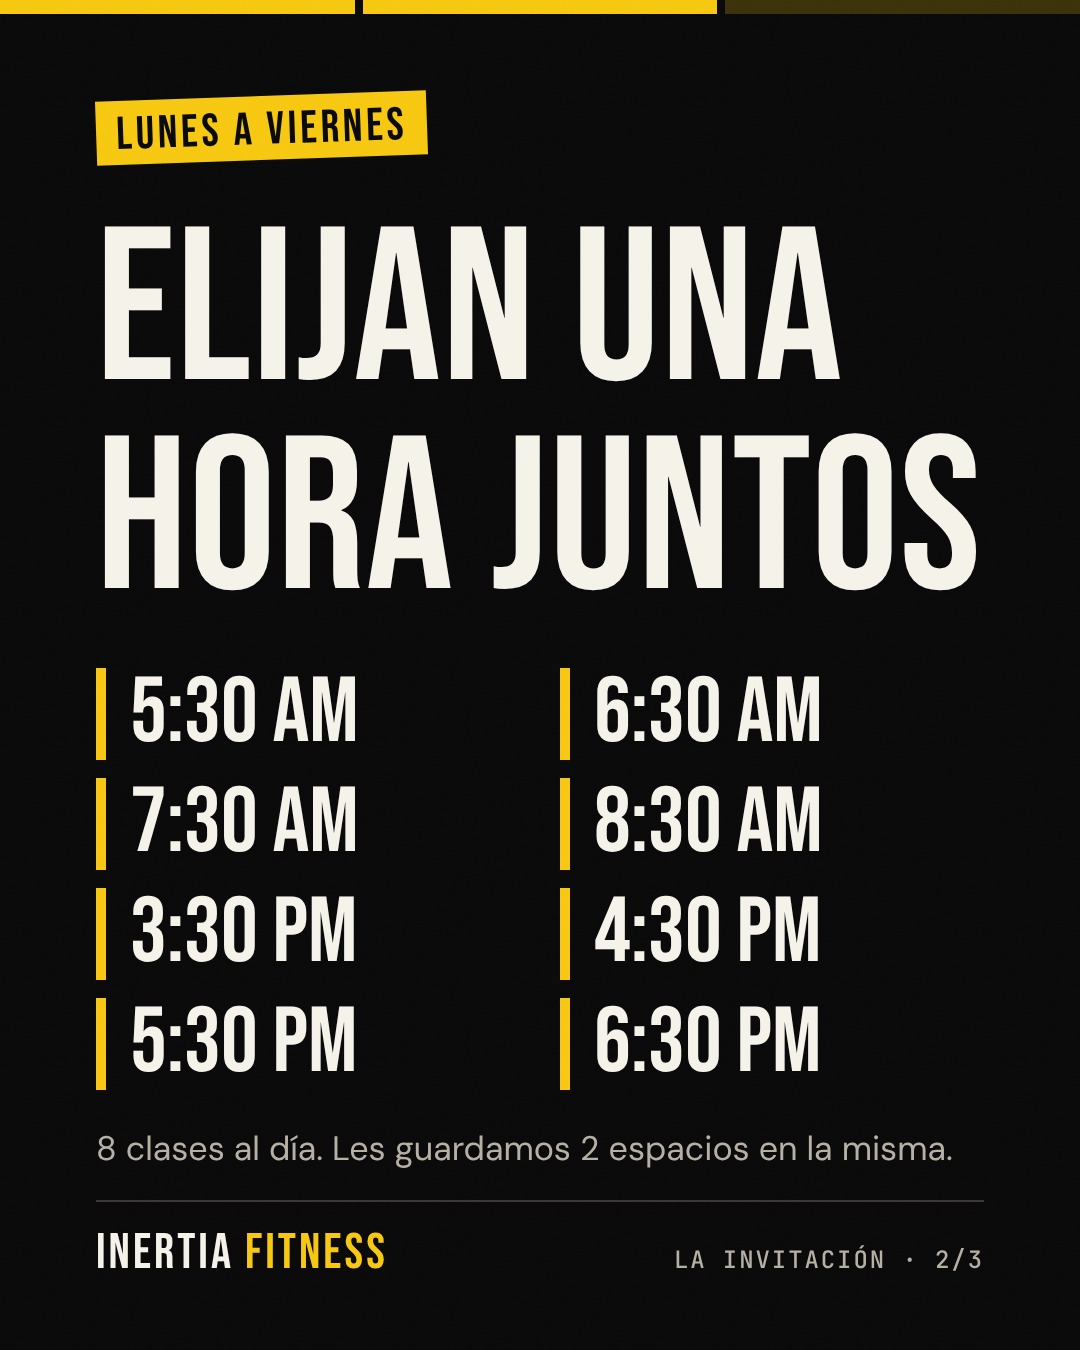 LUNES A VIERNES
ELIJAN UNA
HORA JUNTOS
5:30 AM
6:30 AM
7:30 AM
8:30 AM
3:30 PM
4:30 PM
5:30 PM
6:30 PM
8 clases al día. Les guardamos 2 espacios en la misma.
INERTIA FITNESS
LA INVITACIÓN · 2/3